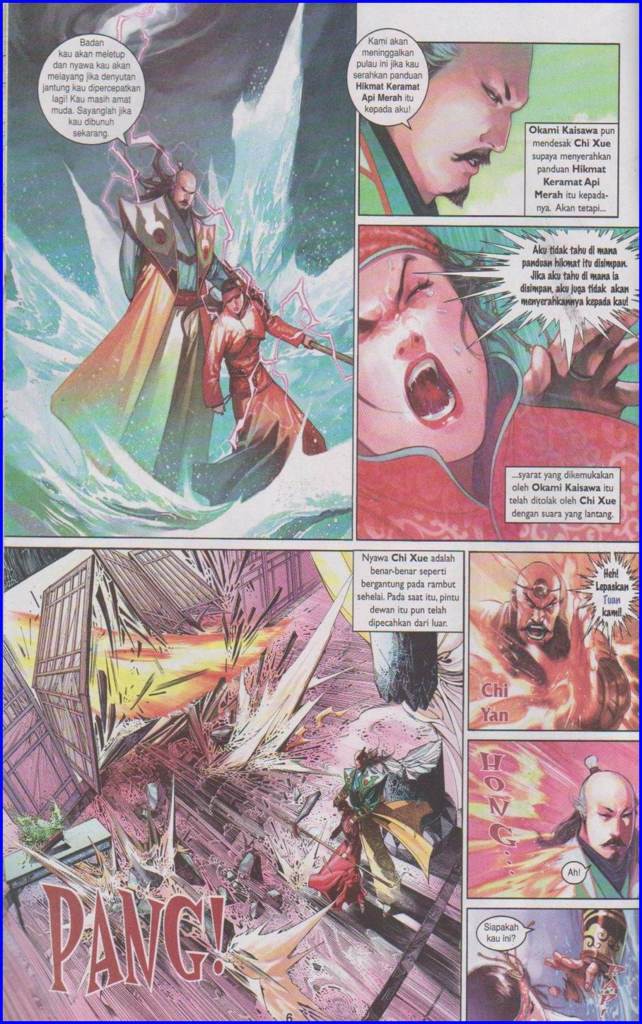 Badan
kau akan meletup
dan nyawa kau akan
melayang jika denyutan
jantung kau dipercepatkan
lagi! Kau masih amat
muda. Sayanglah jika
kau dibunuh
sekarang.
Kami akan
meninggalkan
pulau ini jika kau
serahkan panduan
Hikmat Keramat
Api Merah itu
kepada aku!
Okami Kaisawa pun
mendesak Chi Xue
supaya menyerahkan
panduan Hikmat
Keramat Api
Merah itu kepada-
nya. Akan tetapi...
Aku tidak tahu di mana
panduan hikmat itu disimpan.
Jika aku tahu di mana ia
disimpan, aku juga tidak akan
menyerahkannya kepada kau!
...syarat yang dikemukakan
oleh Okami Kaisawa itu
telah ditolak oleh Chi Xue
dengan suara yang lantang.
Nyawa Chi Xue adalah
benar-benar seperti
bergantung pada rambut
sehelai. Pada saat itu, pintu
dewan itu pun telah
dipecahkan dari luar.
PANG!
Heh!
Lepaskan
Tuan
kami!!
Chi
Yan
HONG...
Ah!
Siapakah
kau ini?
6